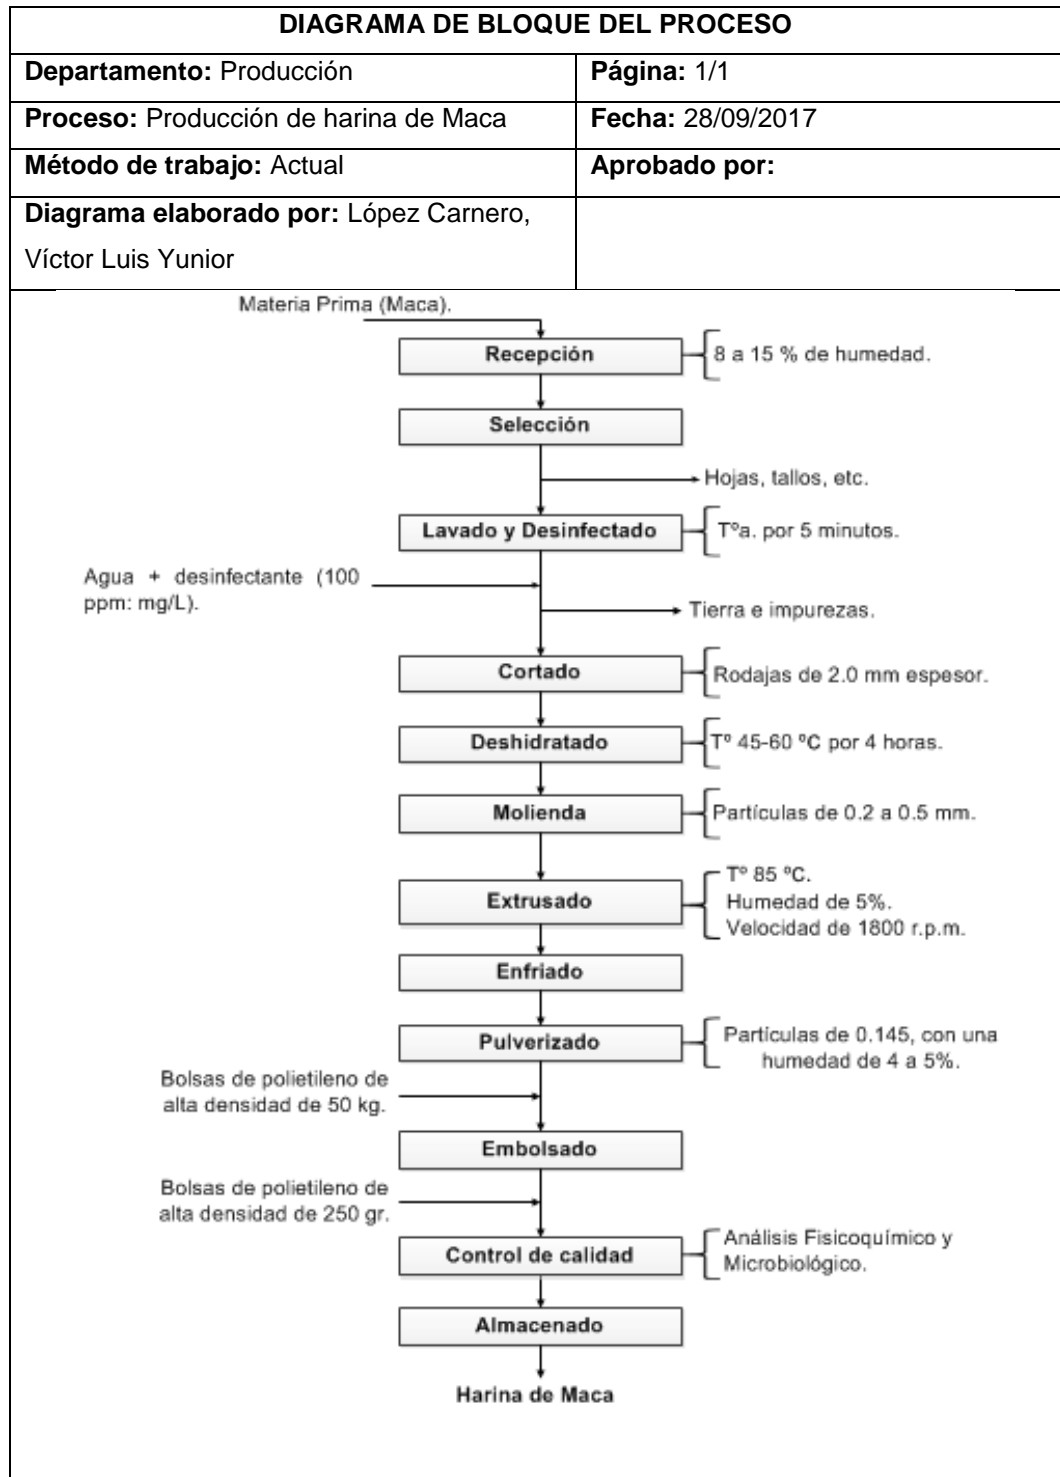 DIAGRAMA DE BLOQUE DEL PROCESO
Departamento: Producción
Página: 1/1
Proceso: Producción de harina de Maca
Fecha: 28/09/2017
Método de trabajo: Actual
Aprobado por:
Diagrama elaborado por: López Carnero,
Víctor Luis Yunior
Materia Prima (Maca).
Recepción
8 a 15 % de humedad.
Selección
Hojas, tallos, etc.
Lavado y Desinfectado
Tºa. por 5 minutos.
Agua + desinfectante (100
ppm: mg/L).
Tierra e impurezas.
Cortado
Rodajas de 2.0 mm espesor.
Deshidratado
Tº 45-60 ºC por 4 horas.
Molienda
Partículas de 0.2 a 0.5 mm.
Extrusado
Tº 85 ºC.
Humedad de 5%.
Velocidad de 1800 r.p.m.
Enfriado
Pulverizado
Partículas de 0.145, con una
humedad de 4 a 5%.
Bolsas de polietileno de
alta densidad de 50 kg.
Embolsado
Bolsas de polietileno de
alta densidad de 250 gr.
Control de calidad
Análisis Fisicoquímico y
Microbiológico.
Almacenado
Harina de Maca